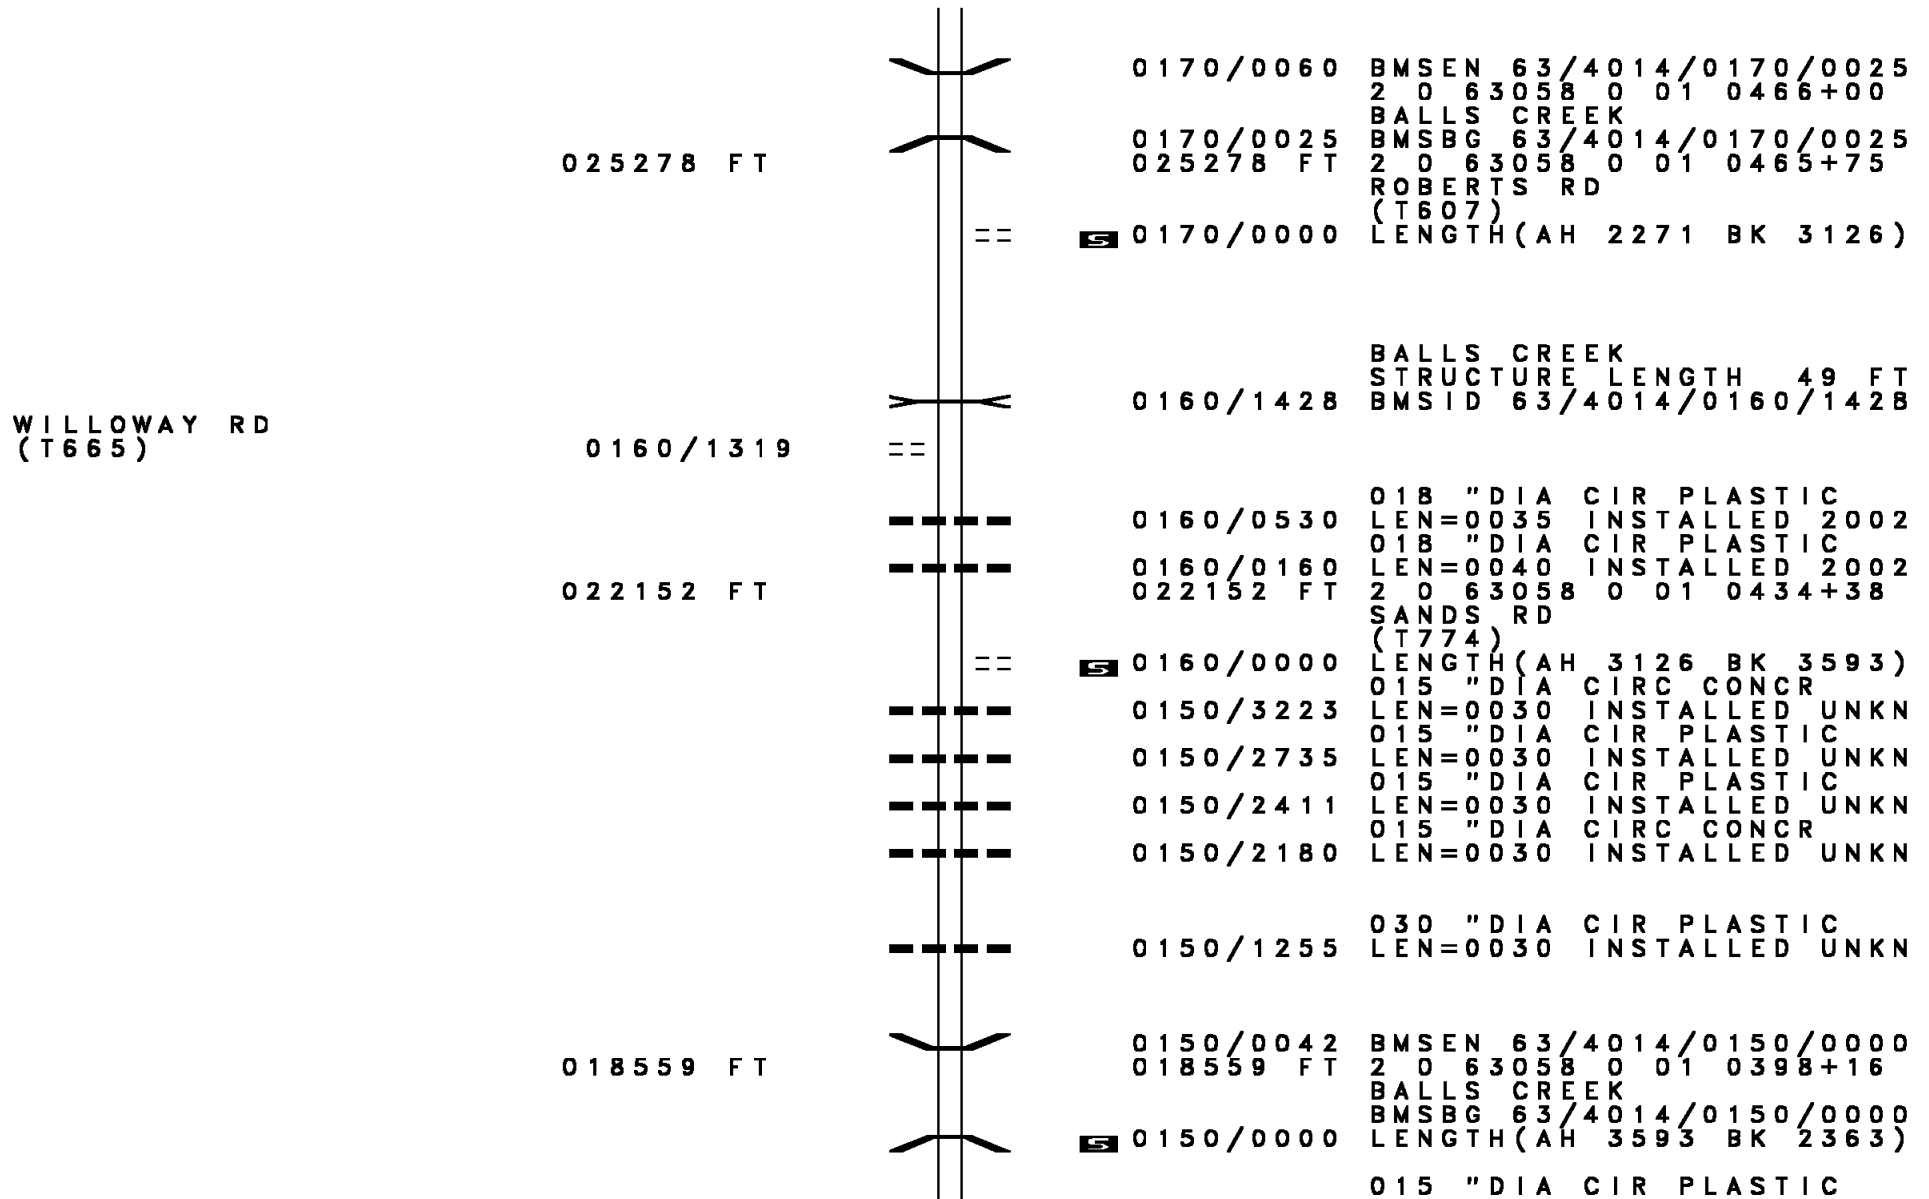 0170/0060 BMSEN 63/4014/0170/0025
2 0 63058 0 01 0466+00
BALLS CREEK
0170/0025 BMSBG 63/4014/0170/0025
025278 FT 025278 FT 2 0 63058 0 01 0465+75
ROBERTS RD
(T607)
S 0170/0000 LENGTH(AH 2271 BK 3126)
BALLS CREEK
STRUCTURE LENGTH 49 FT
0160/1428 BMSID 63/4014/0160/1428
WILLOWAY RD
(T665) 0160/1319
018 "DIA CIR PLASTIC
0160/0530 LEN=0035 INSTALLED 2002
018 "DIA CIR PLASTIC
0160/0160 LEN=0040 INSTALLED 2002
022152 FT 022152 FT 2 0 63058 0 01 0434+38
SANDS RD
(T774)
S 0160/0000 LENGTH(AH 3126 BK 3593)
015 "DIA CIRC CONCR
0150/3223 LEN=0030 INSTALLED UNKN
015 "DIA CIR PLASTIC
0150/2735 LEN=0030 INSTALLED UNKN
015 "DIA CIR PLASTIC
0150/2411 LEN=0030 INSTALLED UNKN
015 "DIA CIRC CONCR
0150/2180 LEN=0030 INSTALLED UNKN
030 "DIA CIR PLASTIC
0150/1255 LEN=0030 INSTALLED UNKN
0150/0042 BMSEN 63/4014/0150/0000
018559 FT 018559 FT 2 0 63058 0 01 0398+16
BALLS CREEK
BMSBG 63/4014/0150/0000
S 0150/0000 LENGTH(AH 3593 BK 2363)
015 "DIA CIR PLASTIC